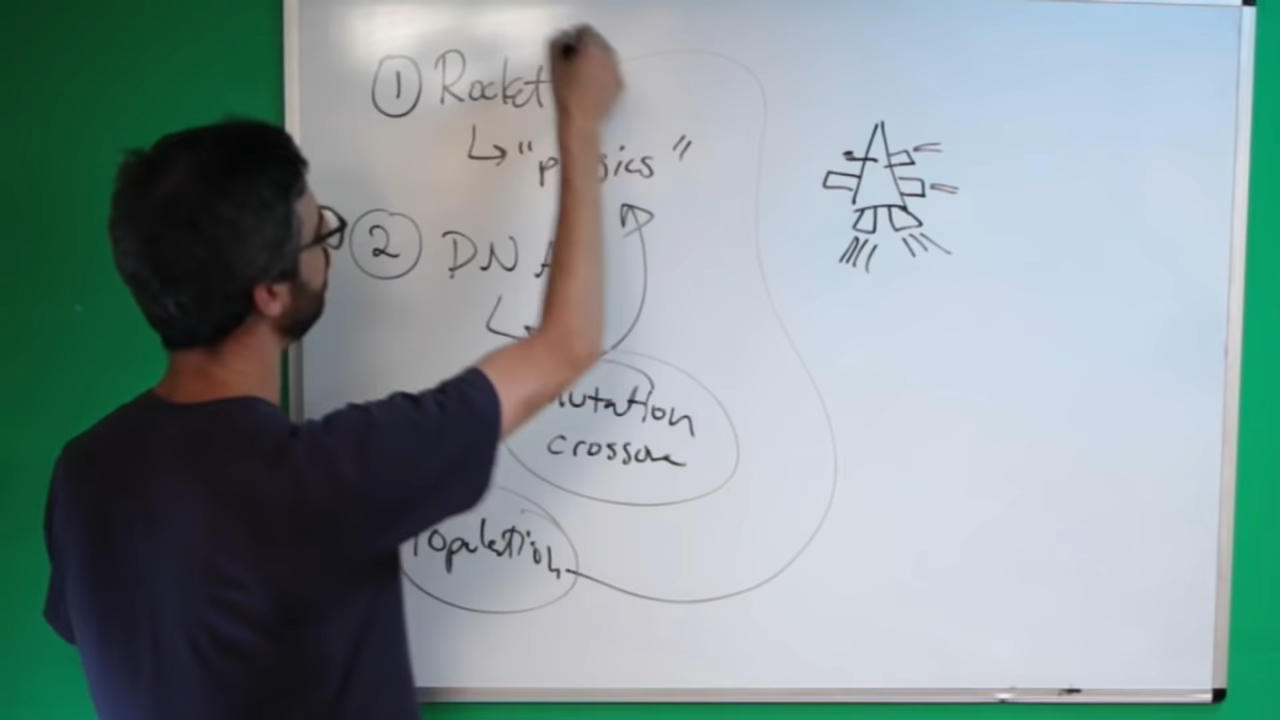 ① Rocket
↳ "physics"
② DNA
mutation
crossover
Population